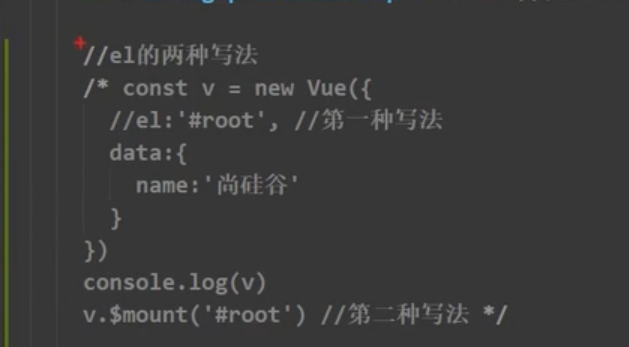 //el的两种写法
/* const v = new Vue({
//el:'#root', //第一种写法
data:{
name:'尚硅谷'
}
})
console.log(v)
v.$mount('#root') //第二种写法 */